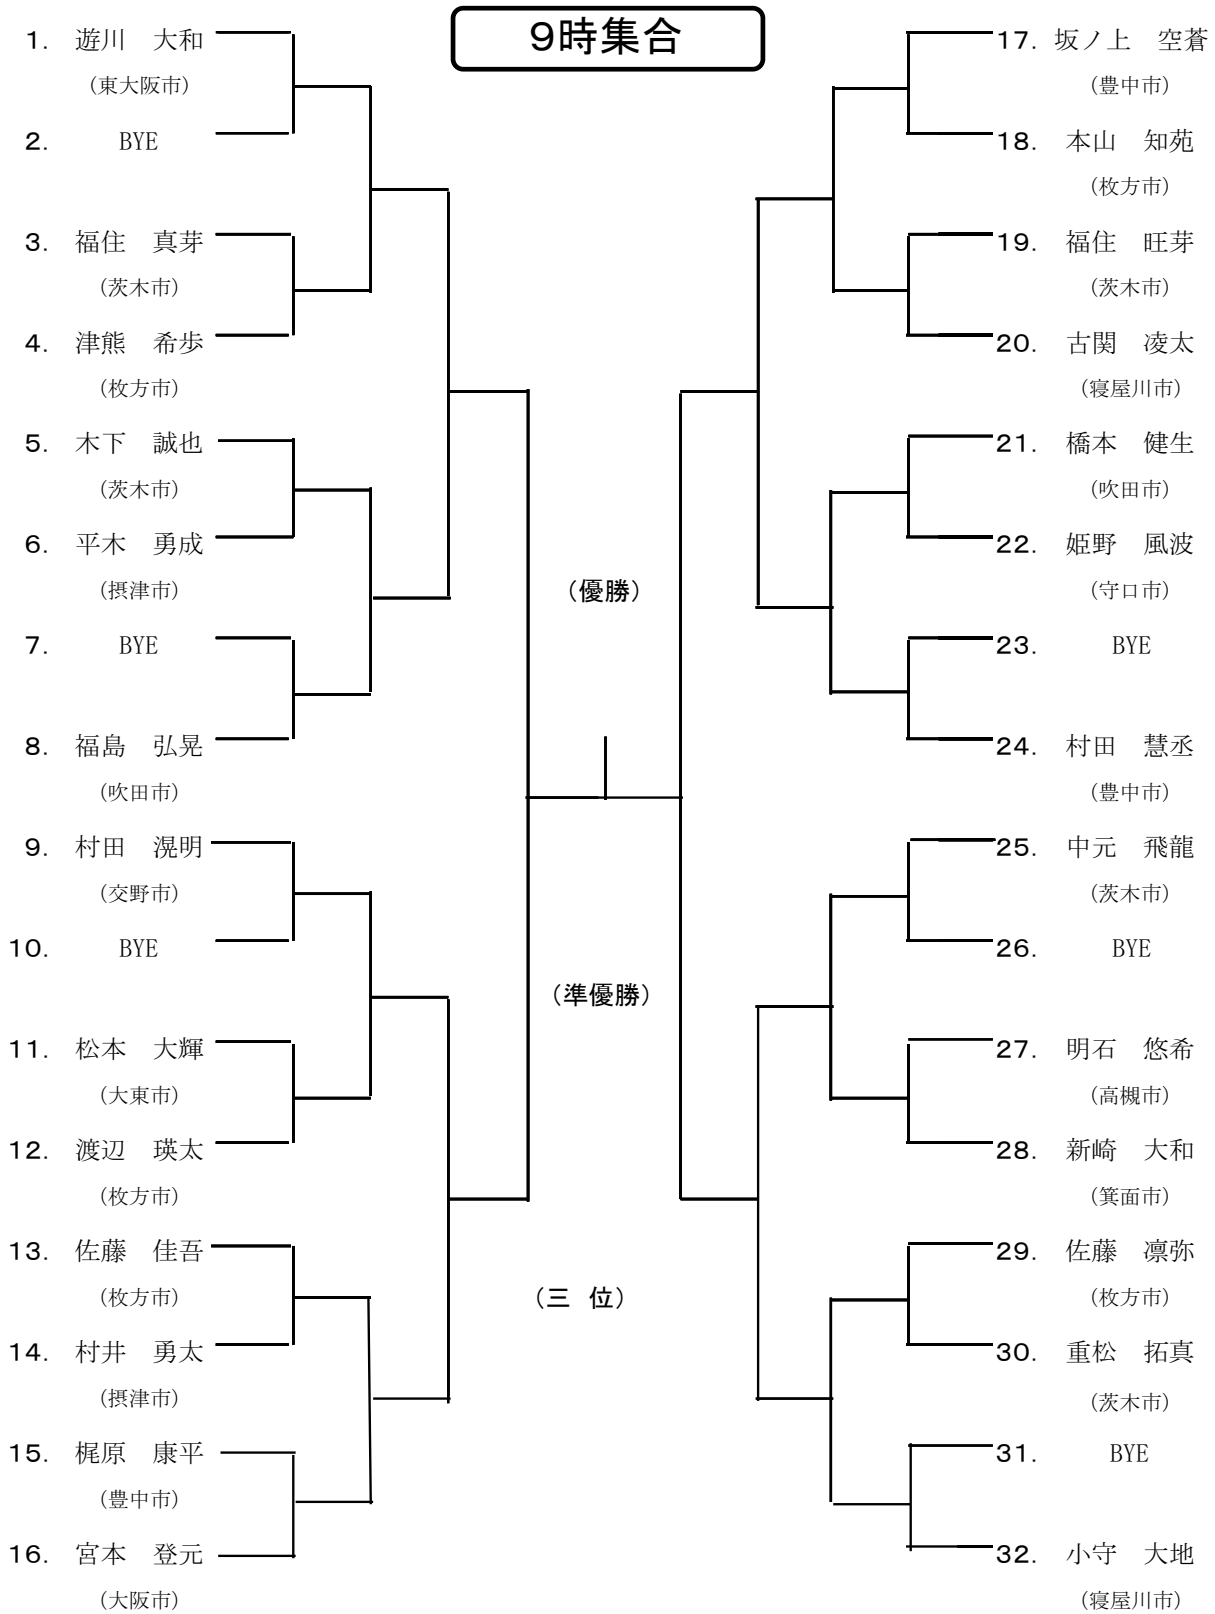 9時集合
1. 遊川 大和
(東大阪市)
2. BYE
3. 福住 真芽
(茨木市)
4. 津熊 希歩
(枚方市)
5. 木下 誠也
(茨木市)
6. 平木 勇成
(摂津市)
7. BYE
8. 福島 弘晃
(吹田市)
9. 村田 滉明
(交野市)
10. BYE
11. 松本 大輝
(大東市)
12. 渡辺 瑛太
(枚方市)
13. 佐藤 佳吾
(枚方市)
14. 村井 勇太
(摂津市)
15. 梶原 康平
(豊中市)
16. 宮本 登元
(大阪市)
(優勝)
(準優勝)
(三 位)
17. 坂ノ上 空蒼
(豊中市)
18. 本山 知苑
(枚方市)
19. 福住 旺芽
(茨木市)
20. 古関 凌太
(寝屋川市)
21. 橋本 健生
(吹田市)
22. 姫野 風波
(守口市)
23. BYE
24. 村田 慧丞
(豊中市)
25. 中元 飛龍
(茨木市)
26. BYE
27. 明石 悠希
(高槻市)
28. 新崎 大和
(箕面市)
29. 佐藤 凛弥
(枚方市)
30. 重松 拓真
(茨木市)
31. BYE
32. 小守 大地
(寝屋川市)